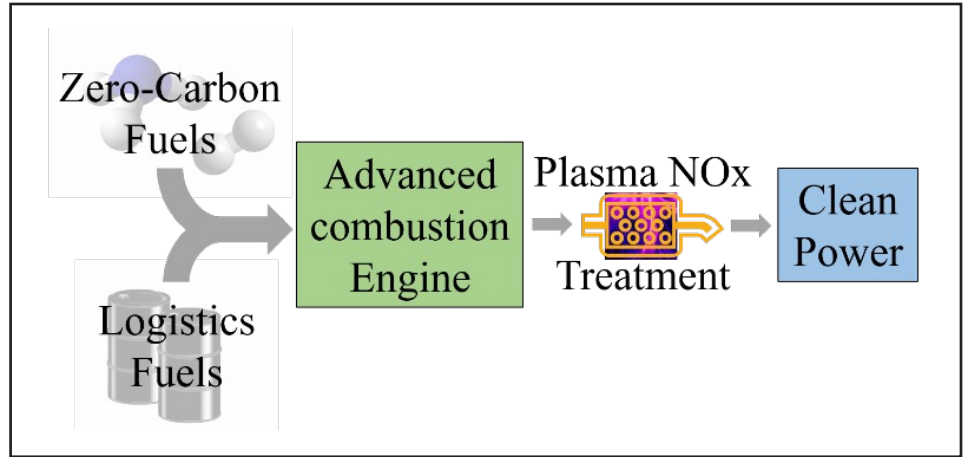 Zero-Carbon
Fuels
Logistics
Fuels
Advanced
combustion
Engine
Plasma NOx
Treatment
Clean
Power